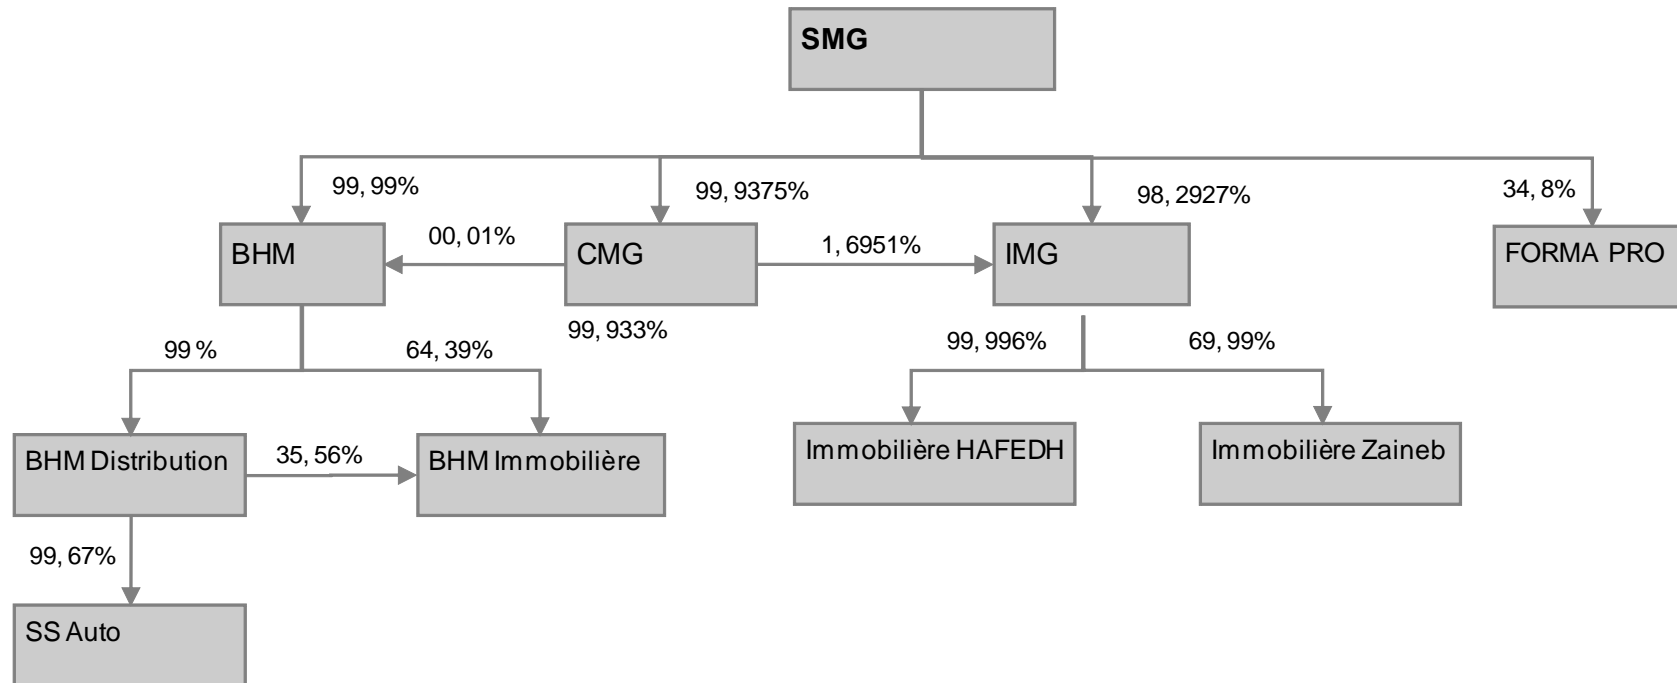 SMG
99, 99%
99, 9375%
98, 2927%
34, 8%
BHM
00, 01%
CMG
1, 6951%
IMG
FORMA PRO
99, 933%
99 %
64, 39%
99, 996%
69, 99%
BHM Distribution
35, 56%
BHM Immobilière
Immobilière HAFEDH
Immobilière Zaineb
99, 67%
SS Auto